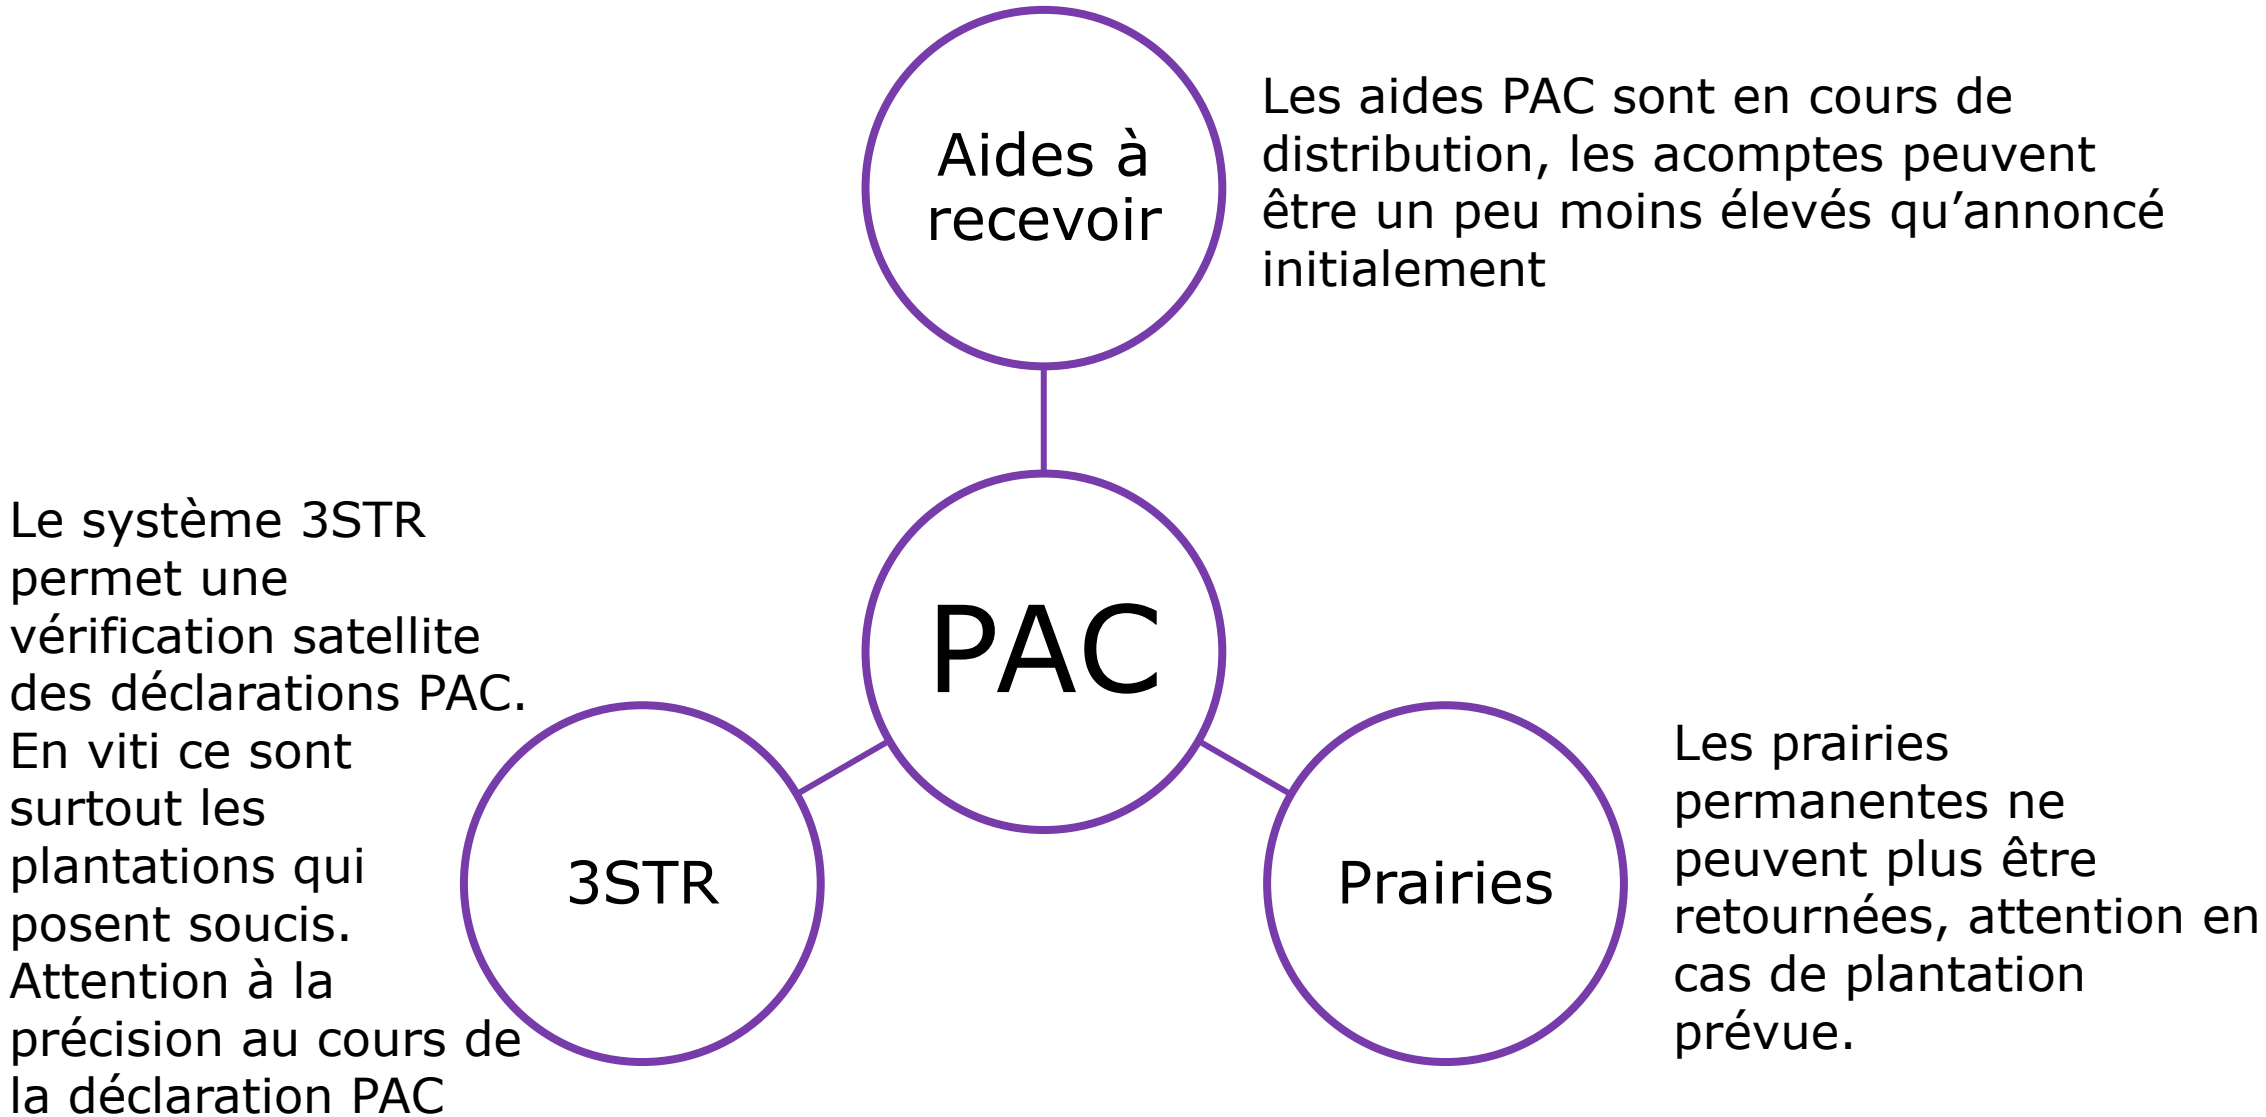 Aides à
recevoir
Les aides PAC sont en cours de
distribution, les acomptes peuvent
être un peu moins élevés qu’annoncé
initialement
PAC
Le système 3STR
permet une
vérification satellite
des déclarations PAC.
En viti ce sont
surtout les
plantations qui
posent soucis.
Attention à la
précision au cours de
la déclaration PAC
3STR
Prairies
Les prairies
permanentes ne
peuvent plus être
retournées, attention en
cas de plantation
prévue.